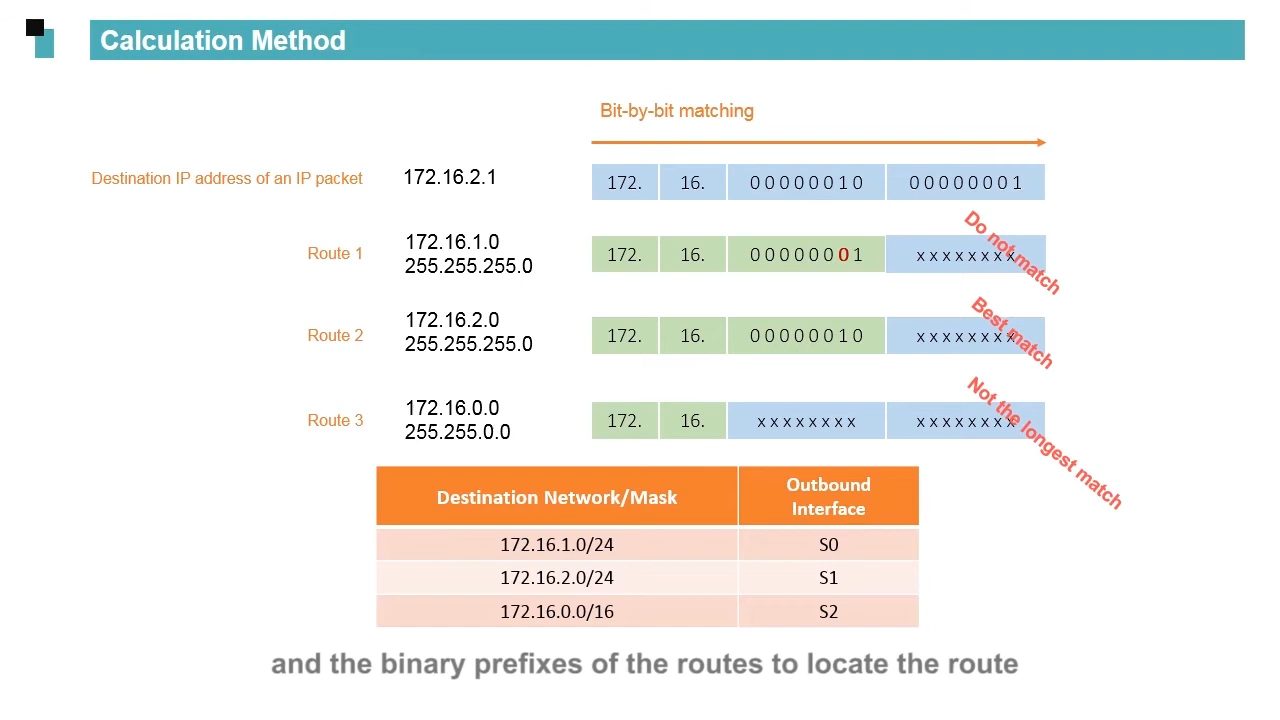 Calculation Method
Bit-by-bit matching
Destination IP address of an IP packet
172.16.2.1
172. 16. 0 0 0 0 0 0 1 0 0 0 0 0 0 0 0 1
Route 1
172.16.1.0
255.255.255.0
172. 16. 0 0 0 0 0 0 0 1 x x x x x x x x
Do not match
Route 2
172.16.2.0
255.255.255.0
172. 16. 0 0 0 0 0 0 1 0 x x x x x x x x
Best match
Route 3
172.16.0.0
255.255.0.0
172. 16. x x x x x x x x x x x x x x x x
Not the longest match
Destination Network/Mask
Outbound
Interface
172.16.1.0/24 S0
172.16.2.0/24 S1
172.16.0.0/16 S2
and the binary prefixes of the routes to locate the route